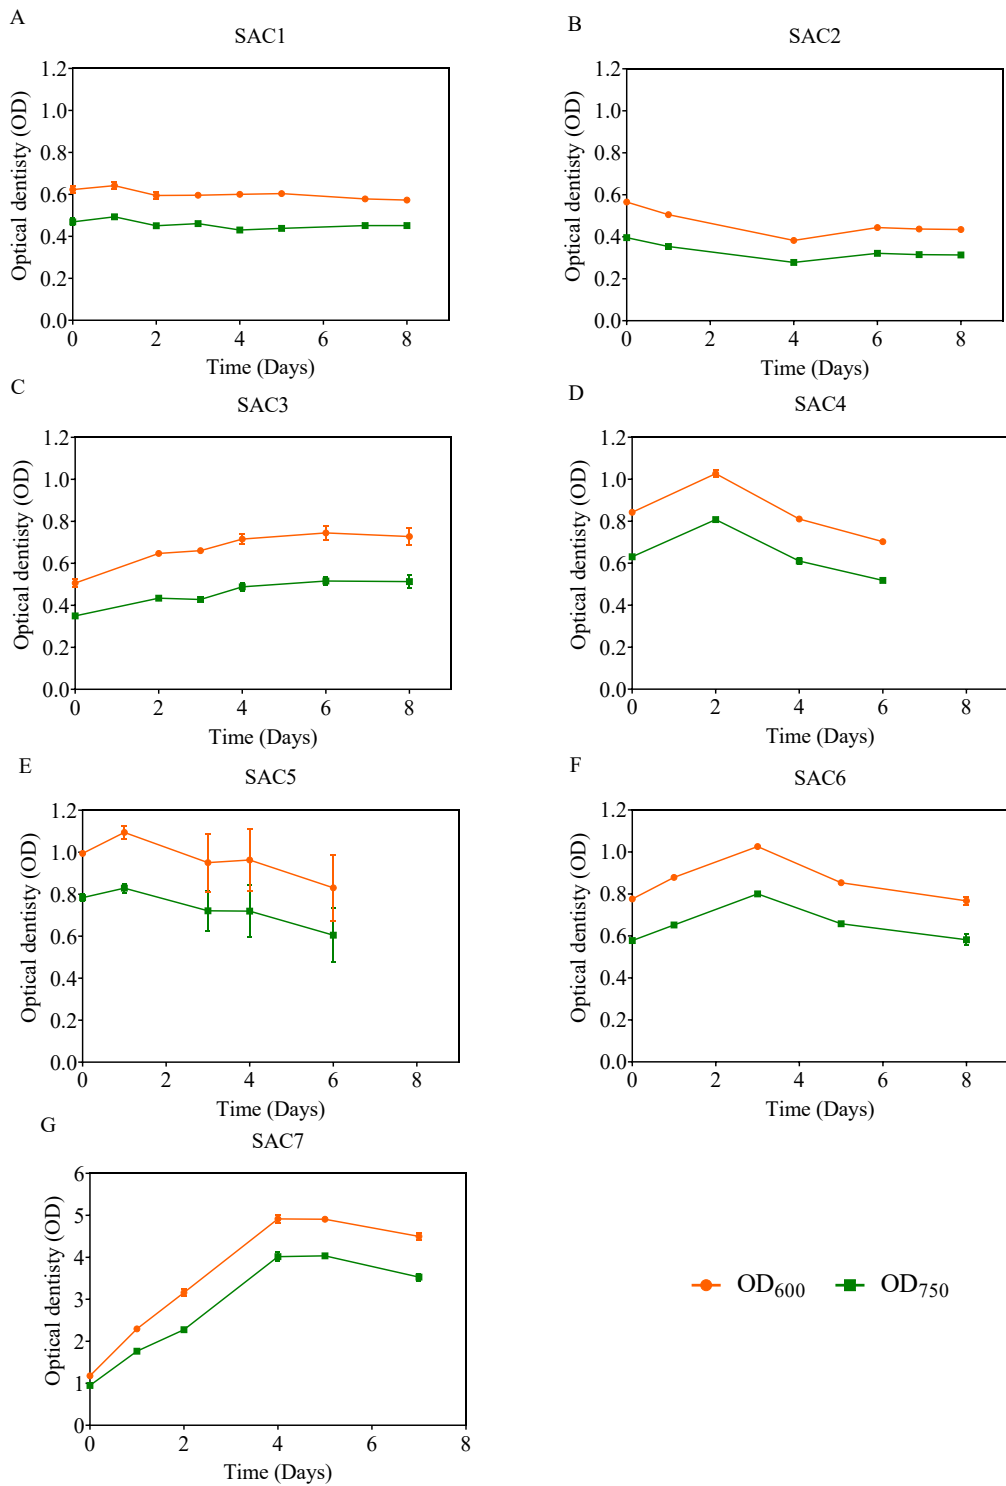 A
SAC1
1.2
1.0
0.8
0.6
0.4
0.2
0.0
0 2 4 6 8
Optical dentisty (OD)
Time (Days)
B
SAC2
1.2
1.0
0.8
0.6
0.4
0.2
0.0
0 2 4 6 8
Optical dentisty (OD)
Time (Days)
C
SAC3
1.2
1.0
0.8
0.6
0.4
0.2
0.0
0 2 4 6 8
Optical dentisty (OD)
Time (Days)
D
SAC4
1.2
1.0
0.8
0.6
0.4
0.2
0.0
0 2 4 6 8
Optical dentisty (OD)
Time (Days)
E
SAC5
1.2
1.0
0.8
0.6
0.4
0.2
0.0
0 2 4 6 8
Optical dentisty (OD)
Time (Days)
F
SAC6
1.2
1.0
0.8
0.6
0.4
0.2
0.0
0 2 4 6 8
Optical dentisty (OD)
Time (Days)
G
SAC7
6
5
4
3
2
1
0
0 2 4 6 8
Optical dentisty (OD)
Time (Days)
OD600 OD750